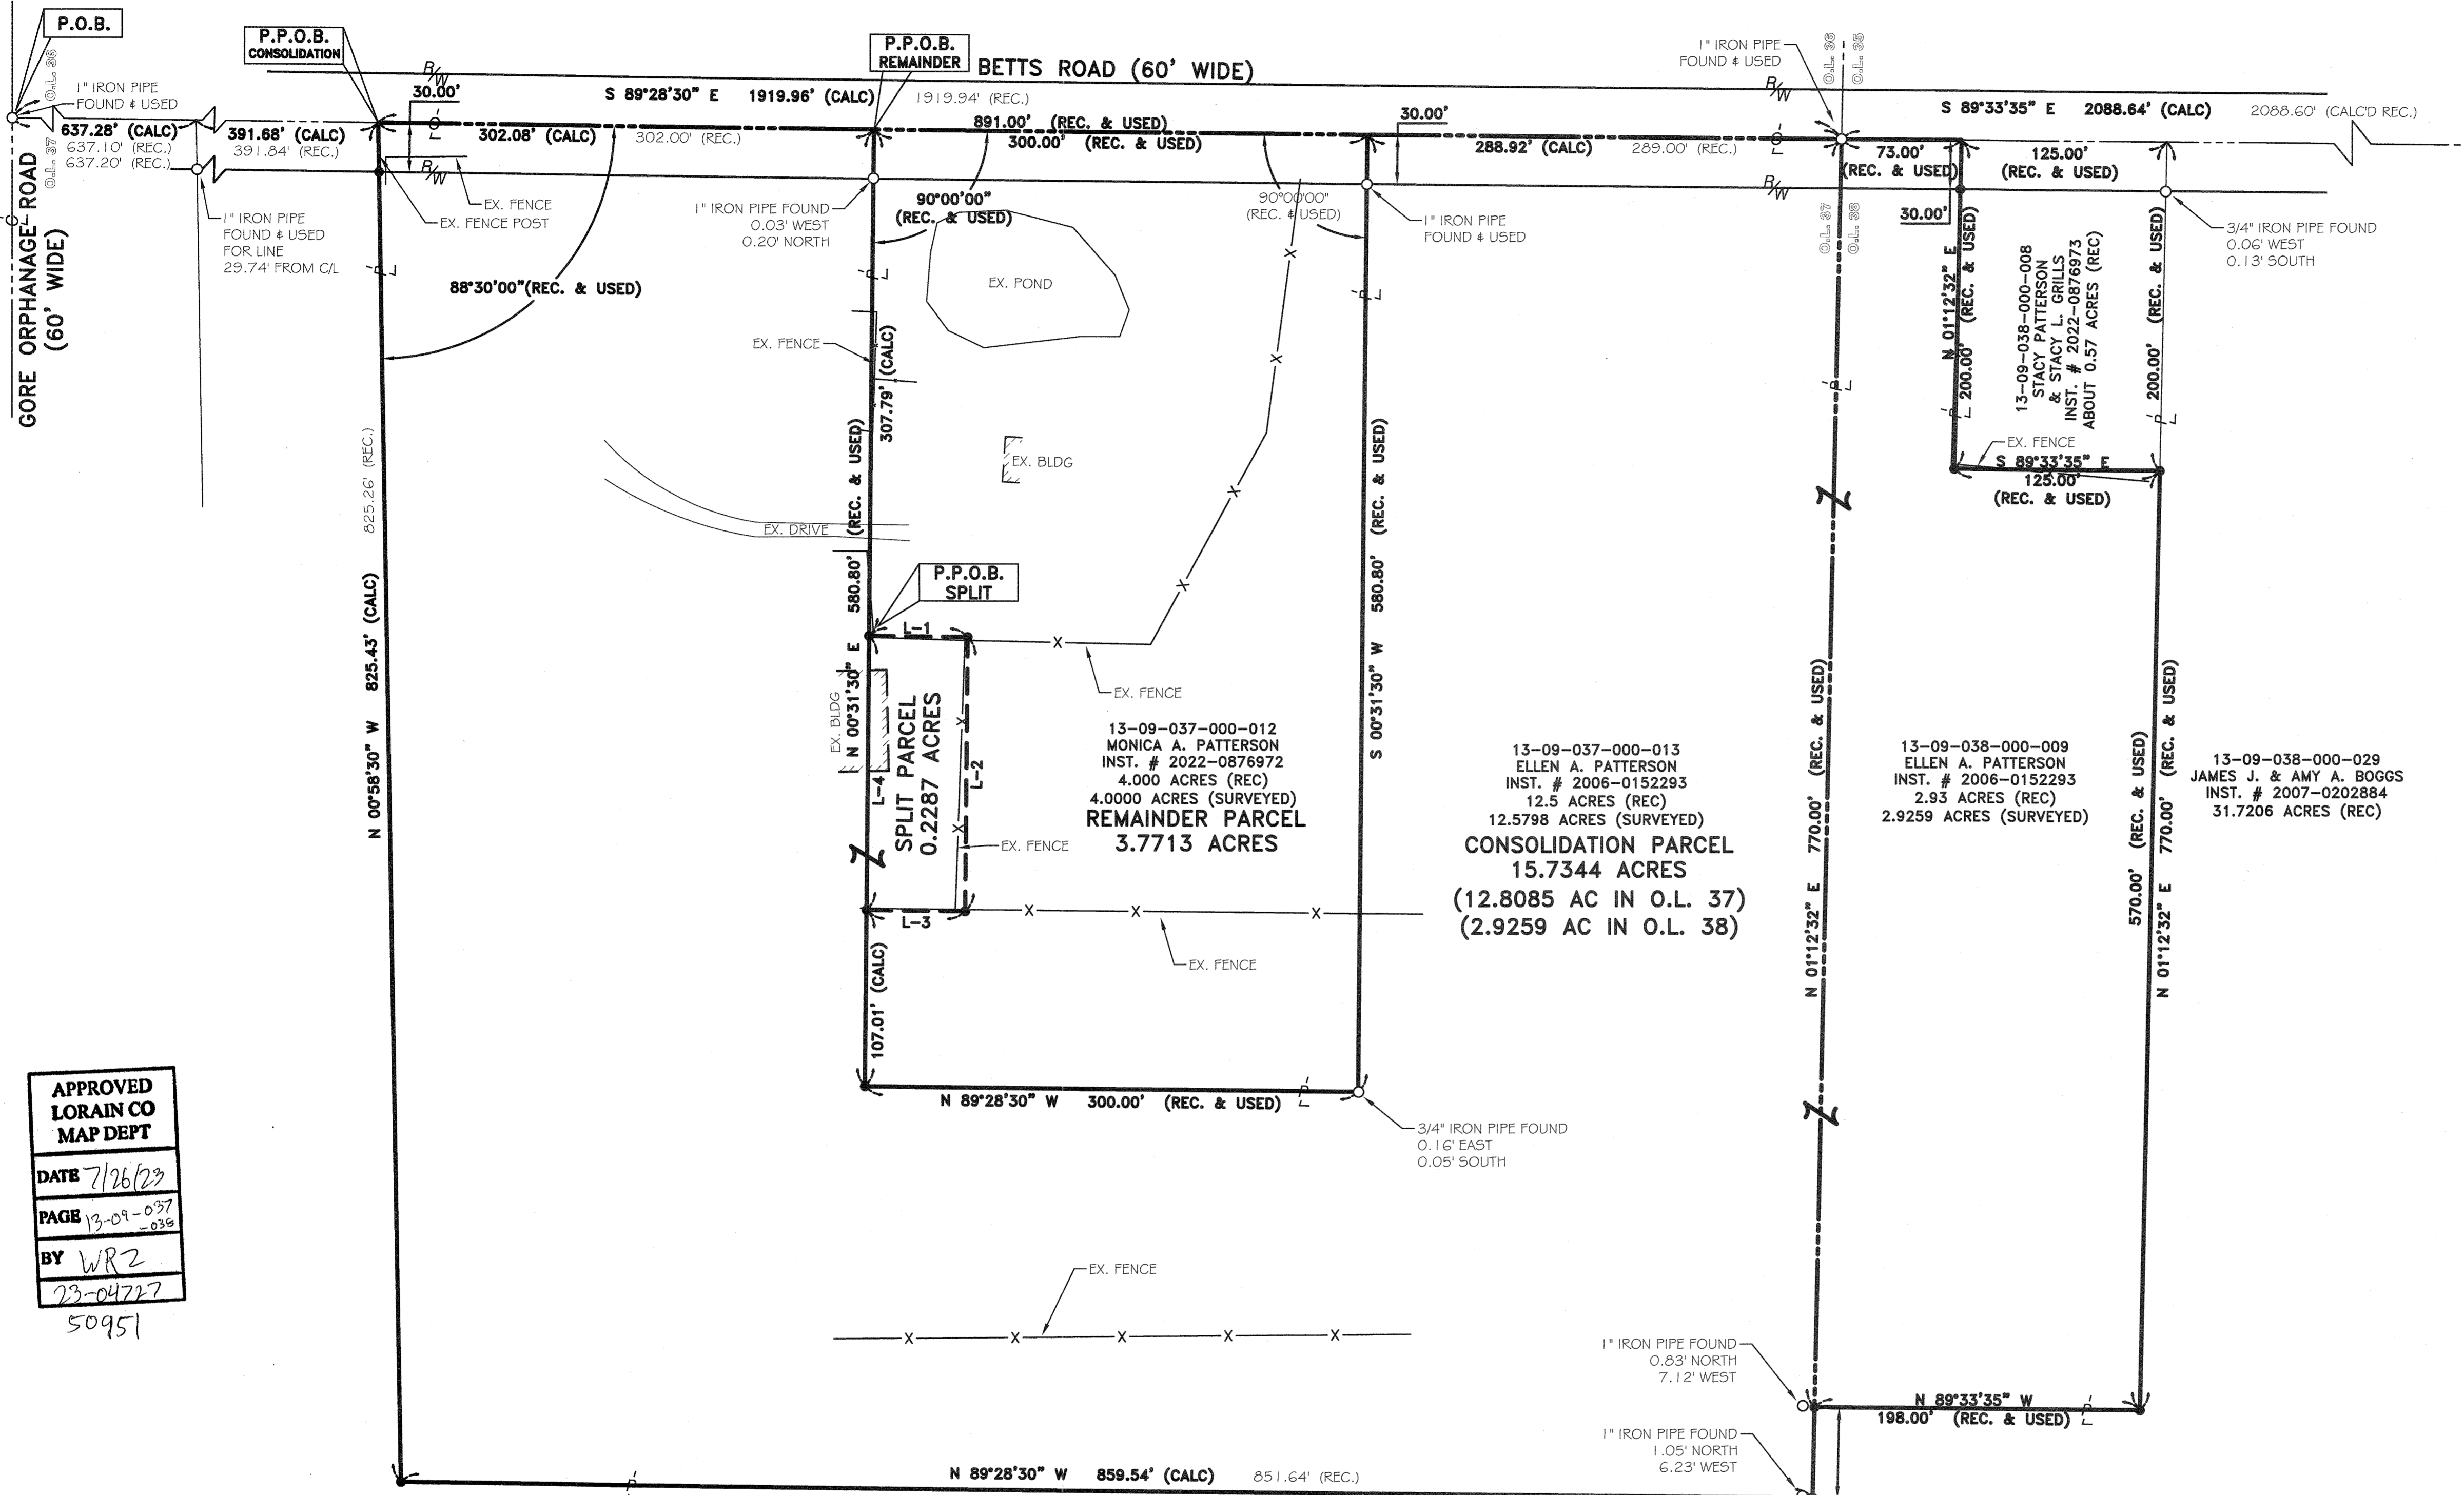 P.O.B.
P.P.O.B.
CONSOLIDATION
P.P.O.B.
REMAINDER
BETTS ROAD (60' WIDE)
1" IRON PIPE
FOUND & USED
O.L. 36
O.L. 35
O.L. 36
O.L. 37
1" IRON PIPE
FOUND & USED
R/W
30.00'
S 89°28'30" E 1919.96' (CALC) 1919.94' (REC.)
R/W
S 89°33'35" E 2088.64' (CALC) 2088.60' (CALC'D REC.)
637.28' (CALC)
637.10' (REC.)
637.20' (REC.)
391.68' (CALC)
391.84' (REC.)
302.08' (CALC) 302.00' (REC.)
891.00' (REC. & USED)
300.00' (REC. & USED)
30.00'
288.92' (CALC) 289.00' (REC.)
73.00'
(REC. & USED)
125.00'
(REC. & USED)
R/W
R/W
GORE ORPHANAGE ROAD
(60' WIDE)
1" IRON PIPE
FOUND & USED
FOR LINE
29.74' FROM C/L
EX. FENCE
EX. FENCE POST
1" IRON PIPE FOUND
0.03' WEST
0.20' NORTH
90°00'00"
(REC. & USED)
90°00'00"
(REC. & USED)
1" IRON PIPE
FOUND & USED
O.L. 37
O.L. 38
30.00'
3/4" IRON PIPE FOUND
0.06' WEST
0.13' SOUTH
88°30'00"(REC. & USED)
EX. POND
EX. FENCE
307.79' (CALC)
N 01°12'32" E
200.00' (REC. & USED)
13-09-038-000-008
STACY PATTERSON
& STACY L. GRILLS
INST. # 2022-0876973
ABOUT 0.57 ACRES (REC)
200.00' (REC. & USED)
EX. FENCE
S 89°33'35" E
125.00'
(REC. & USED)
EX. BLDG
EX. DRIVE
N 00°58'30" W 825.43' (CALC) 825.26' (REC.)
N 00°31'30" E 580.80' (REC. & USED)
S 00°31'30" W 580.80' (REC. & USED)
P.P.O.B.
SPLIT
L-1
EX. FENCE
EX. BLDG
L-4
SPLIT PARCEL
0.2287 ACRES
L-2
EX. FENCE
L-3
13-09-037-000-012
MONICA A. PATTERSON
INST. # 2022-0876972
4.000 ACRES (REC)
4.0000 ACRES (SURVEYED)
REMAINDER PARCEL
3.7713 ACRES
13-09-037-000-013
ELLEN A. PATTERSON
INST. # 2006-0152293
12.5 ACRES (REC)
12.5798 ACRES (SURVEYED)
CONSOLIDATION PARCEL
15.7344 ACRES
(12.8085 AC IN O.L. 37)
(2.9259 AC IN O.L. 38)
N 01°12'32" E 770.00' (REC. & USED)
13-09-038-000-009
ELLEN A. PATTERSON
INST. # 2006-0152293
2.93 ACRES (REC)
2.9259 ACRES (SURVEYED)
570.00' (REC. & USED)
N 01°12'32" E 770.00' (REC. & USED)
13-09-038-000-029
JAMES J. & AMY A. BOGGS
INST. # 2007-0202884
31.7206 ACRES (REC)
EX. FENCE
107.01' (CALC)
N 89°28'30" W 300.00' (REC. & USED)
3/4" IRON PIPE FOUND
0.16' EAST
0.05' SOUTH
APPROVED
LORAIN CO
MAP DEPT
DATE 7/26/23
PAGE 13-09-037
-038
BY WRZ
23-04727
50951
EX. FENCE
1" IRON PIPE FOUND
0.83' NORTH
7.12' WEST
N 89°33'35" W
198.00' (REC. & USED)
1" IRON PIPE FOUND
1.05' NORTH
6.23' WEST
N 89°28'30" W 859.54' (CALC) 851.64' (REC.)